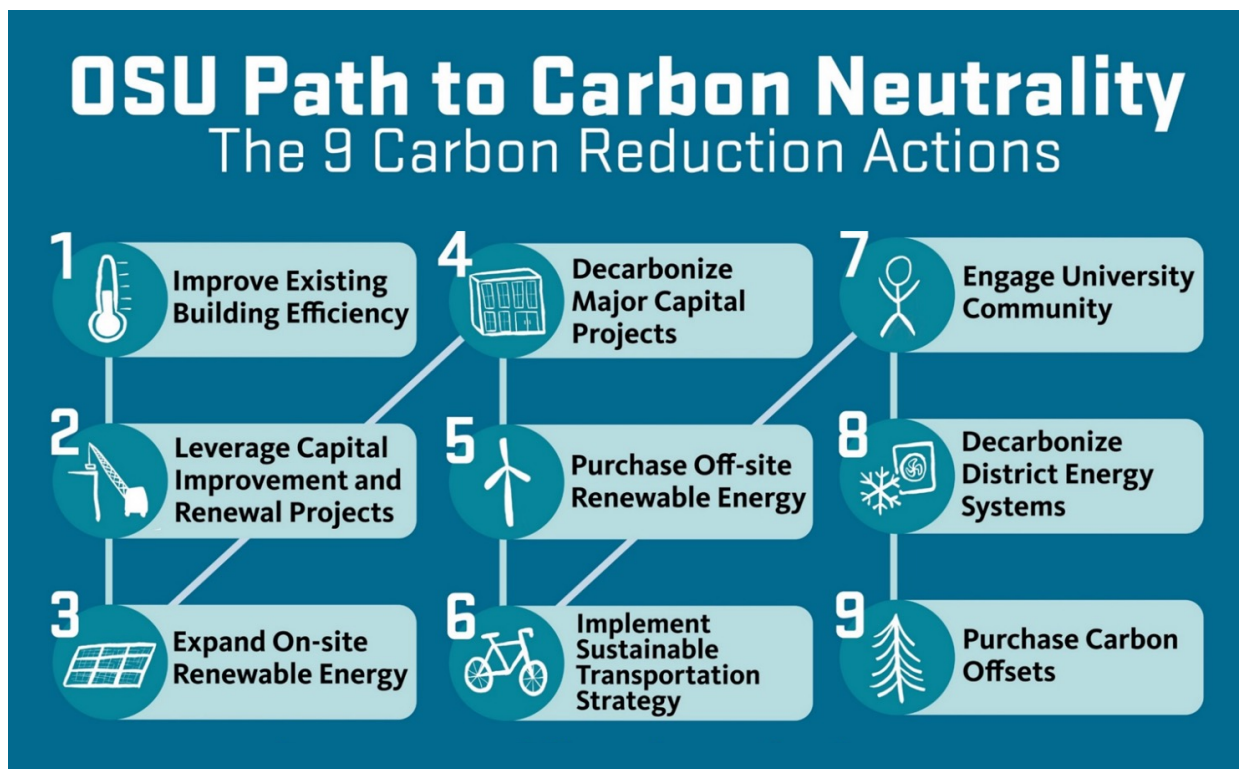 OSU Path to Carbon Neutrality
The 9 Carbon Reduction Actions
1
Improve Existing
Building Efficiency
2
Leverage Capital
Improvement and
Renewal Projects
3
Expand On-site
Renewable Energy
4
Decarbonize
Major Capital
Projects
5
Purchase Off-site
Renewable Energy
6
Implement
Sustainable
Transportation
Strategy
7
Engage University
Community
8
Decarbonize
District Energy
Systems
9
Purchase Carbon
Offsets